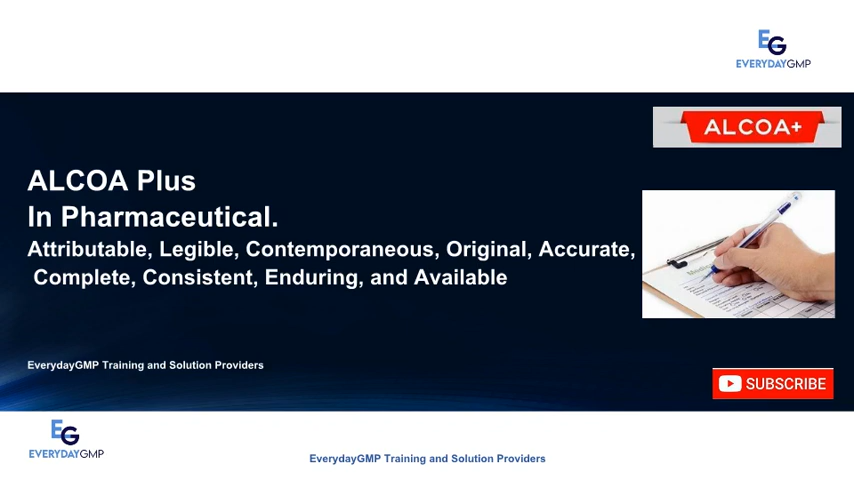 EG
EVERYDAYGMP
ALCOA+
ALCOA Plus
In Pharmaceutical.
Attributable, Legible, Contemporaneous, Original, Accurate,
Complete, Consistent, Enduring, and Available
EverydayGMP Training and Solution Providers
SUBSCRIBE
EG
EVERYDAYGMP
EverydayGMP Training and Solution Providers